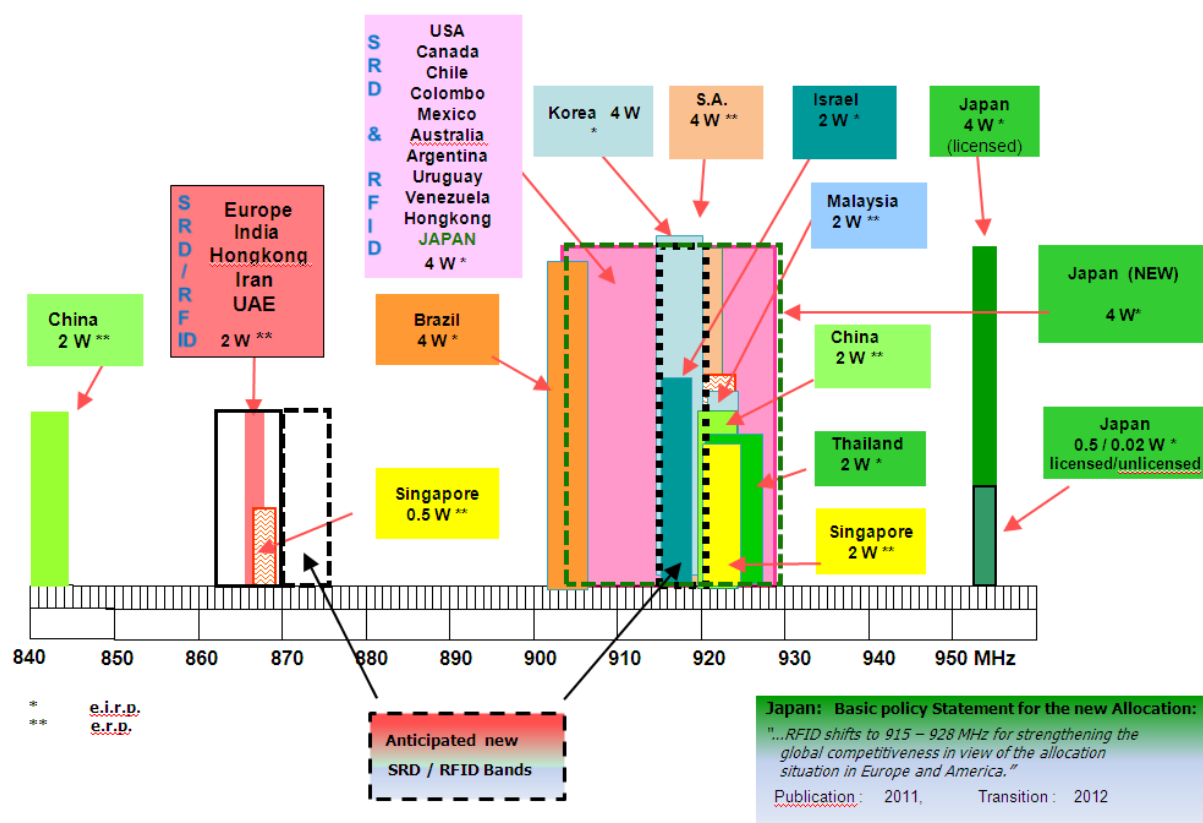 S R D & R F I D
USA
Canada
Chile
Colombo
Mexico
Australia
Argentina
Uruguay
Venezuela
Hongkong
JAPAN
4 W *
Korea 4 W
*
S.A.
4 W **
Israel
2 W *
Japan
4 W *
(licensed)
SRD/RFID
Europe
India
Hongkong
Iran
UAE
2 W **
Malaysia
2 W **
China
2 W **
Brazil
4 W *
Japan (NEW)
4 W*
China
2 W **
Thailand
2 W *
Japan
0.5 / 0.02 W *
licensed/unlicensed
Singapore
0.5 W **
Singapore
2 W **
840 850 860 870 880 890 900 910 920 930 940 950 MHz
* e.i.r.p.
** e.r.p.
Anticipated new
SRD / RFID Bands
Japan: Basic policy Statement for the new Allocation:
"...RFID shifts to 915 – 928 MHz for strengthening the
global competitiveness in view of the allocation
situation in Europe and America."
Publication : 2011, Transition : 2012